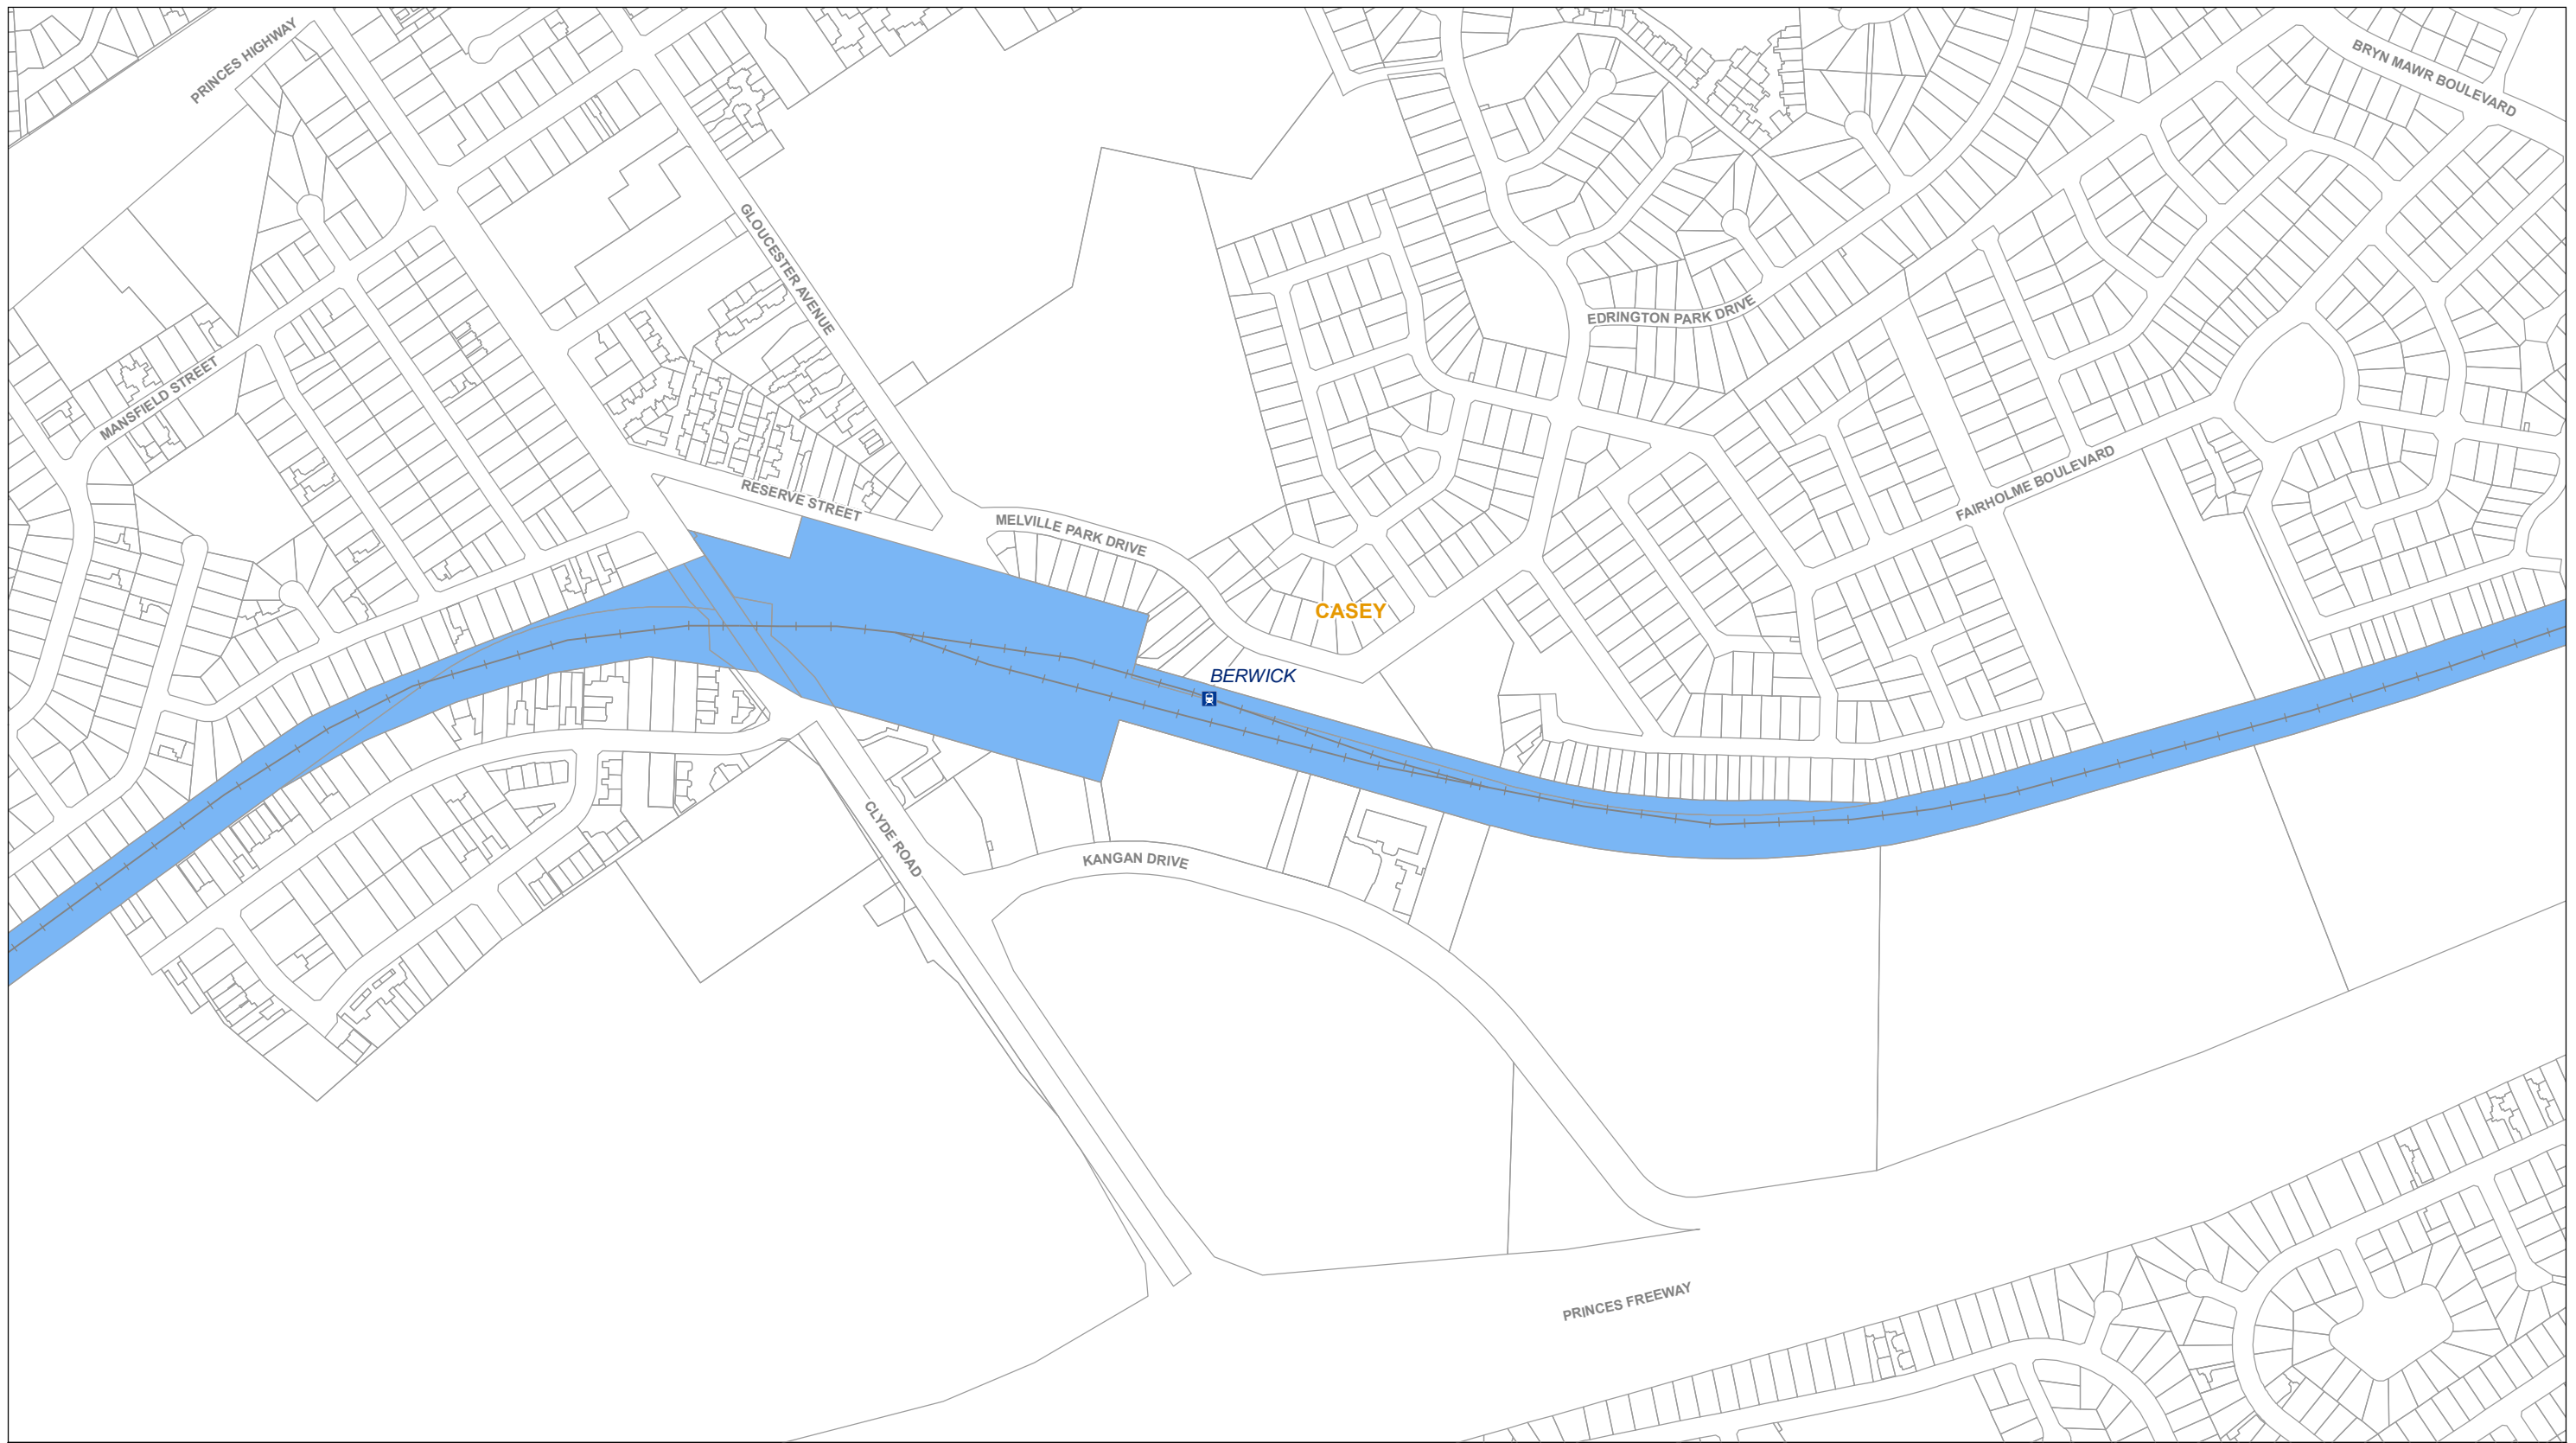 PRINCES HIGHWAY
BRYN MAWR BOULEVARD
GLOUCESTER AVENUE
EDRINGTON PARK DRIVE
MANSFIELD STREET
FAIRHOLME BOULEVARD
RESERVE STREET
MELVILLE PARK DRIVE
CASEY
BERWICK
CLYDE ROAD
KANGAN DRIVE
PRINCES FREEWAY